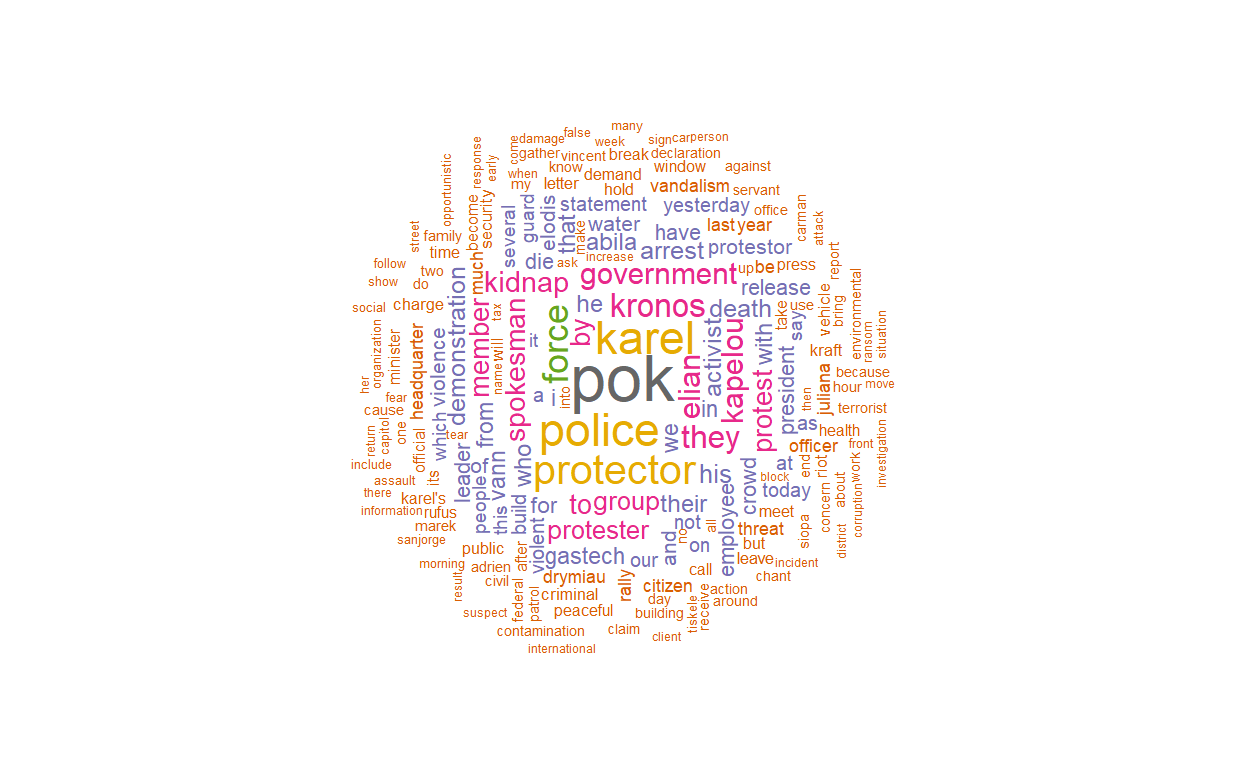 many
false
damage
come
week
sign
car
person
gather
vincent
break
declaration
response
early
when
know
demand
window
against
opportunistic
my
letter
hold
vandalism
servant
statement
yesterday
office
carman
attack
street
family
become
security
several
guard
elodis
that
make
water
have
last
year
time
abila
arrest
protestor
follow
two
much
die
ask
increase
up
be
press
report
show
do
kidnap
government
release
social
charge
demonstration
member
spokesman
tax
he
kronos
death
take
use
vehicle
bring
environmental
her
organization
minister
headquarter
violence
will
name
it
force
by
karel
activist
kapelou
with
say
president
kraft
ransom
situation
fear
which
a
i
into
pok
elian
in
protest
juliana
because
hour
move
then
cause
one
capitol
return
official
tear
from
police
we
they
as
terrorist
health
include
its
leader
of
vann
who
protector
his
at
officer
front
assault
there
people
this
build
for
to
group
their
crowd
block
end
riot
work
investigation
karel's
information
rufus
marek
sanjorge
violent
protester
not
no
all
employees
today
meet
concern
about
corruption
public
after
gastech
our
and
on
threat
but
siopa
district
morning
adrien
civil
drymiau
rally
citizen
call
leave
incident
chant
result
federal
patrol
criminal
day
action
suspect
peaceful
building
tiskele
receive
around
contamination
claim
client
international